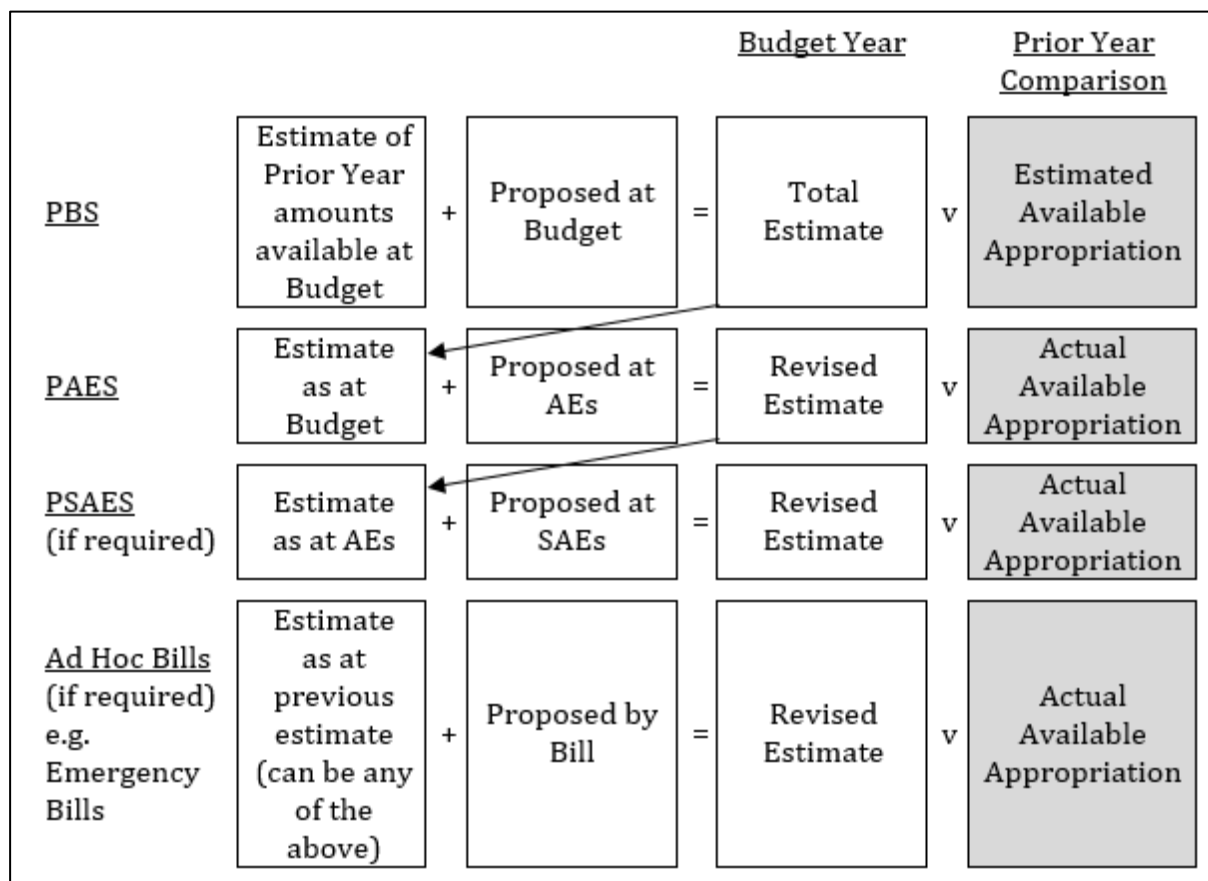 Budget Year
Prior Year
Comparison
PBS
Estimate of
Prior Year
amounts
available at
Budget
+
Proposed at
Budget
=
Total
Estimate
v
Estimated
Available
Appropriation
PAES
Estimate
as at
Budget
+
Proposed at
AEs
=
Revised
Estimate
v
Actual
Available
Appropriation
PSAES
(if required)
Estimate
as at AEs
+
Proposed at
SAEs
=
Revised
Estimate
v
Actual
Available
Appropriation
Ad Hoc Bills
(if required)
e.g.
Emergency
Bills
Estimate
as at
previous
estimate
(can be any
of the
above)
+
Proposed by
Bill
=
Revised
Estimate
v
Actual
Available
Appropriation